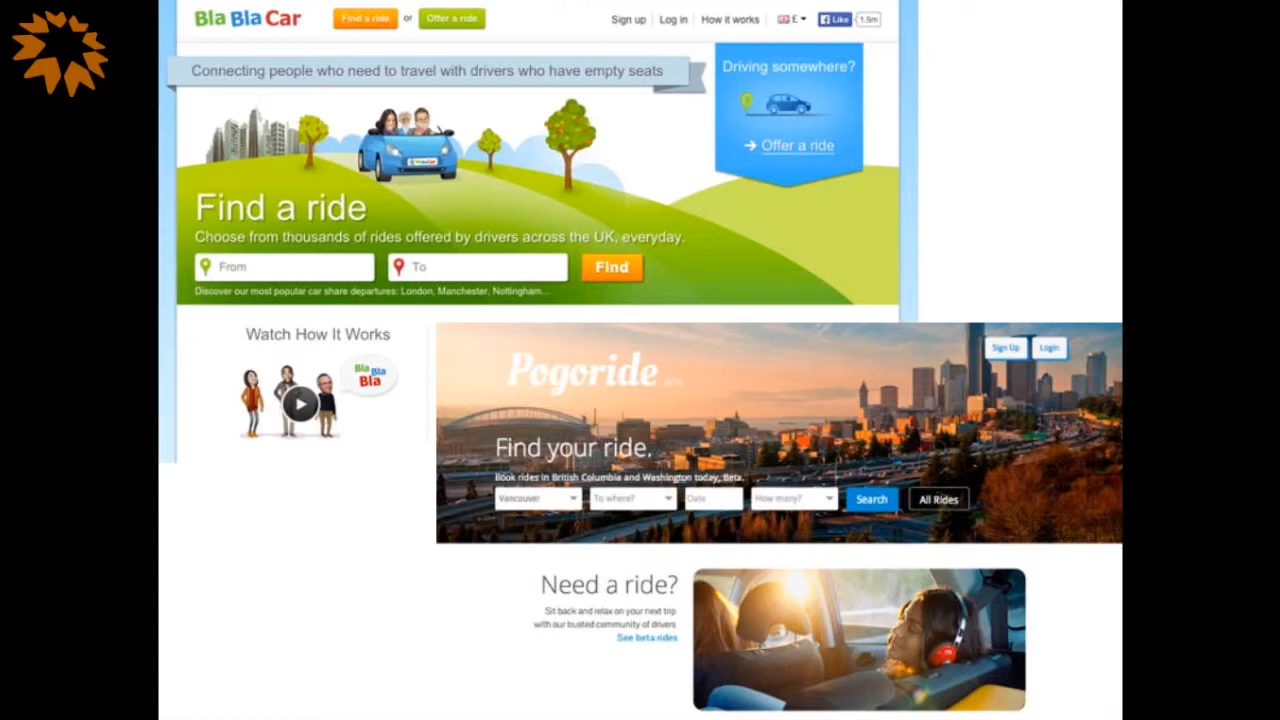 Bla Bla Car
Find a ride or Offer a ride
Sign up Log in How it works £ Like 1.5m
Connecting people who need to travel with drivers who have empty seats
Driving somewhere?
Offer a ride
BlaBlaCar
Find a ride
Choose from thousands of rides offered by drivers across the UK, everyday.
From To Find
Discover our most popular car share departures: London, Manchester, Nottingham...
Watch How It Works
Bla
Bla
Bla
Sign Up Login
Pogoride
Find your ride.
Book rides in British Columbia and Washington today, Beta.
Vancouver To where? Date How many? Search All Rides
Need a ride?
Sit back and relax on your next trip
with our trusted community of drivers
See beta rides